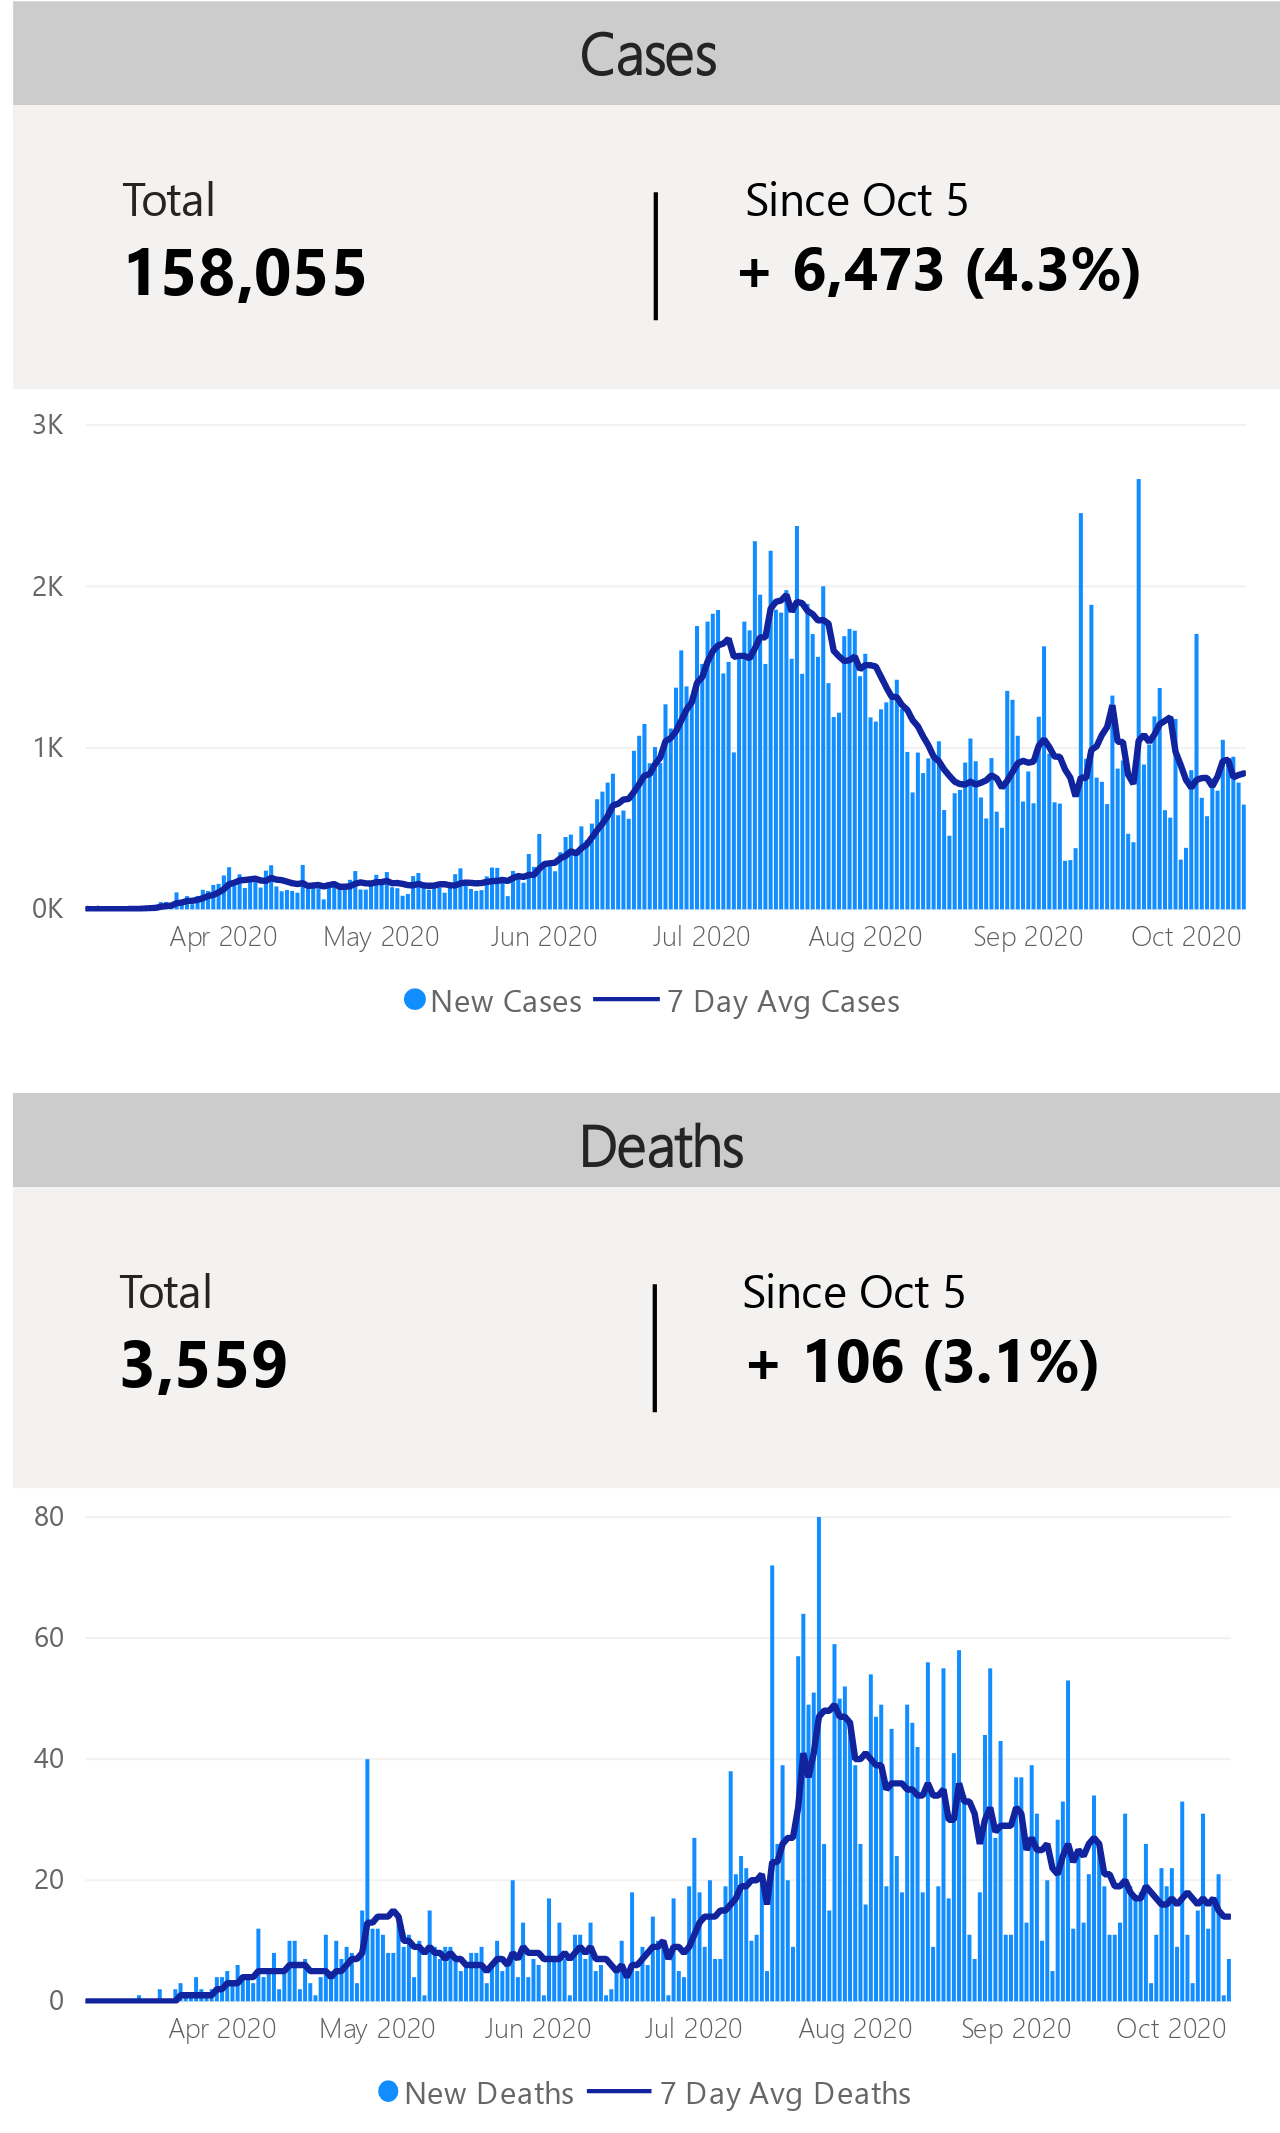 Cases
Total
158,055
Since Oct 5
+ 6,473 (4.3%)
3K
2K
1K
0K
Apr 2020 May 2020 Jun 2020 Jul 2020 Aug 2020 Sep 2020 Oct 2020
New Cases 7 Day Avg Cases
Deaths
Total
3,559
Since Oct 5
+ 106 (3.1%)
80
60
40
20
0
Apr 2020 May 2020 Jun 2020 Jul 2020 Aug 2020 Sep 2020 Oct 2020
New Deaths 7 Day Avg Deaths